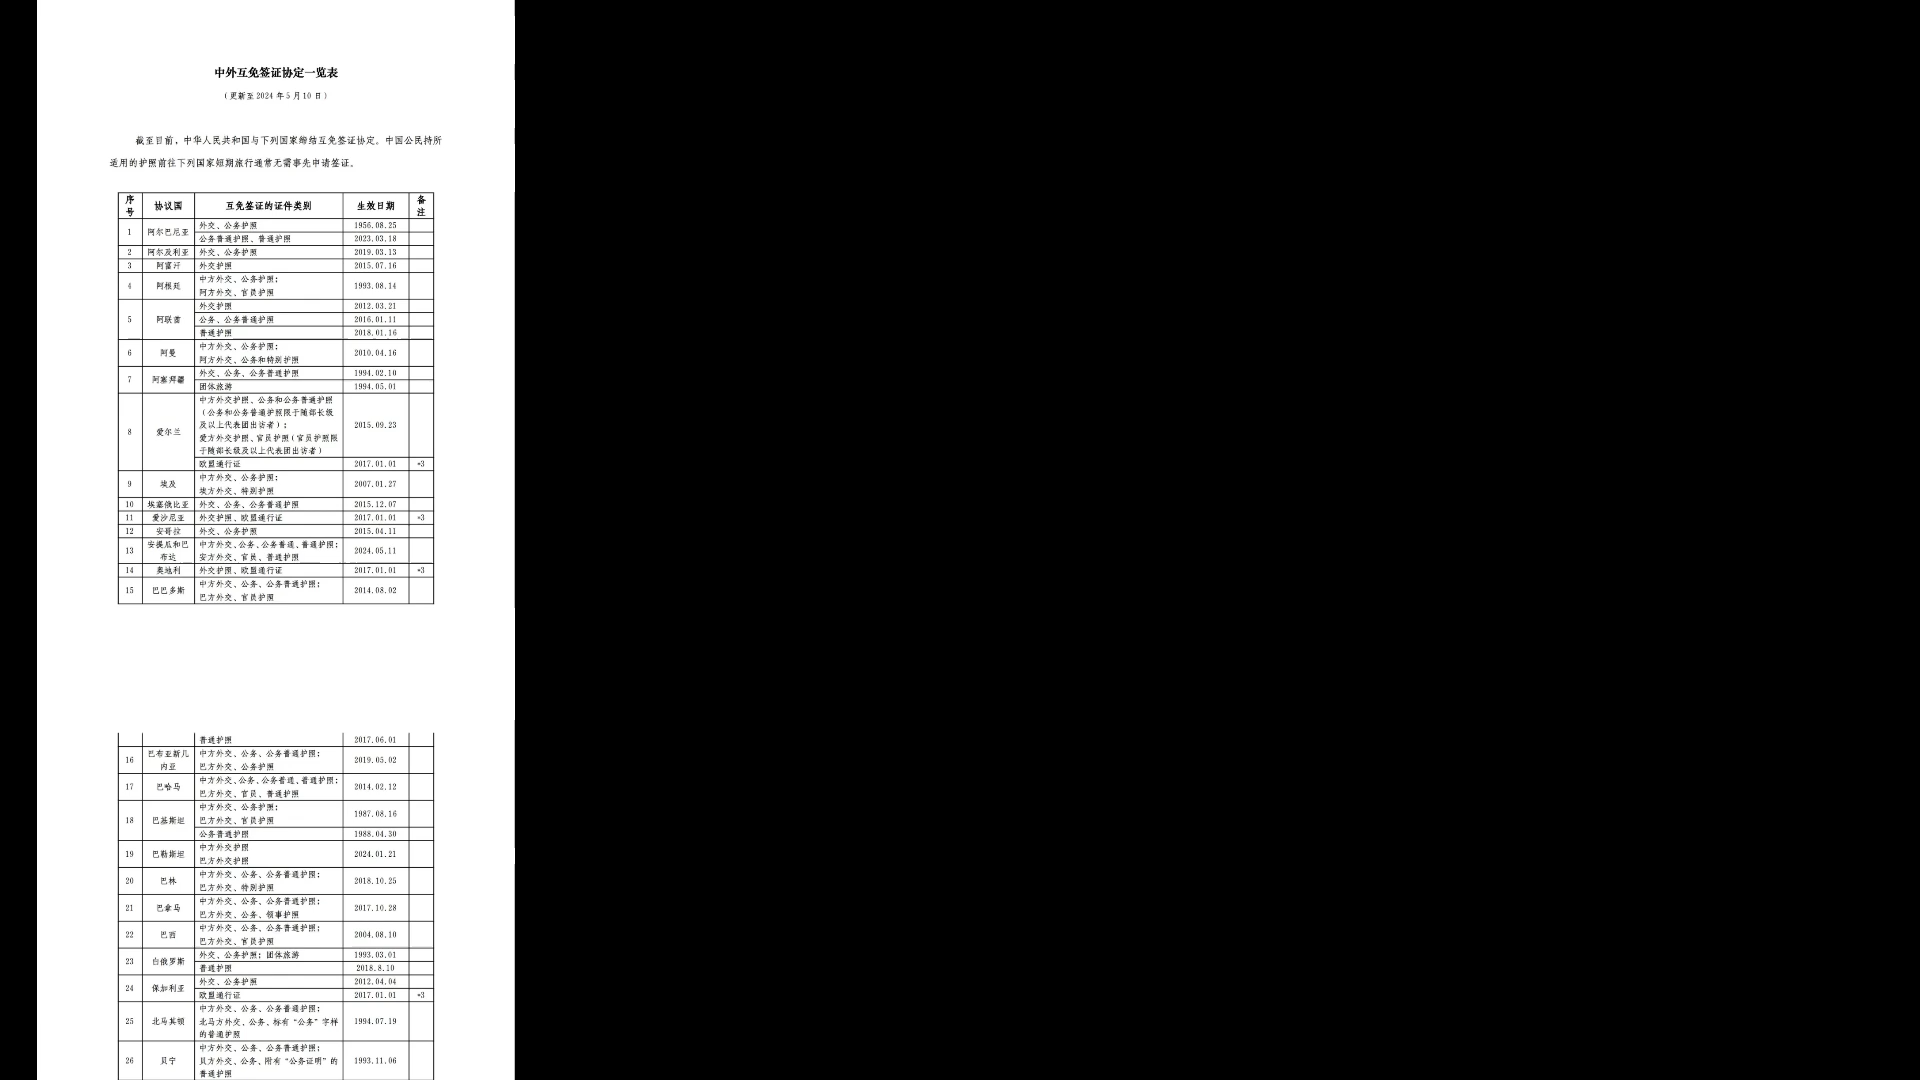 中外互免签证协定一览表
（更新至 2024 年 5 月 10 日）
截至目前，中华人民共和国与下列国家缔结互免签证协定。中国公民持所
适用的护照前往下列国家短期旅行通常无需事先申请签证。
序号 协议国 互免签证的证件类别 生效日期 备注
1 阿尔巴尼亚 外交、公务护照 1956.08.25
公务普通护照、普通护照 2023.03.18
2 阿尔及利亚 外交、公务护照 2019.03.13
3 阿富汗 外交护照 2015.07.16
4 阿根廷 中方外交、公务护照；
阿方外交、官员护照 1993.08.14
5 阿联酋 外交护照 2012.03.21
公务、公务普通护照 2016.01.11
普通护照 2018.01.16
6 阿曼 中方外交、公务护照；
阿方外交、公务和特别护照 2010.04.16
7 阿塞拜疆 外交、公务、公务普通护照 1994.02.10
团体旅游 1994.05.01
8 爱尔兰 中方外交护照、公务和公务普通护照
（公务和公务普通护照限于随部长级
及以上代表团出访者）；
爱方外交护照、官员护照（官员护照限
于随部长级及以上代表团出访者） 2015.09.23
欧盟通行证 2017.01.01 *3
9 埃及 中方外交、公务护照；
埃方外交、特别护照 2007.01.27
10 埃塞俄比亚 外交、公务、公务普通护照 2015.12.07
11 爱沙尼亚 外交护照、欧盟通行证 2017.01.01 *3
12 安哥拉 外交、公务护照 2015.04.11
13 安提瓜和巴布达 中方外交、公务、公务普通、普通护照；
安方外交、官员、普通护照 2024.05.11
14 奥地利 外交护照、欧盟通行证 2017.01.01 *3
15 巴巴多斯 中方外交、公务、公务普通护照；
巴方外交、官员护照 2014.08.02
普通护照 2017.06.01
16 巴布亚新几内亚 中方外交、公务、公务普通护照；
巴方外交、公务护照 2019.05.02
17 巴哈马 中方外交、公务、公务普通、普通护照；
巴方外交、官员、普通护照 2014.02.12
18 巴基斯坦 中方外交、公务护照；
巴方外交、官员护照 1987.08.16
公务普通护照 1988.04.30
19 巴勒斯坦 中方外交护照
巴方外交护照 2024.01.21
20 巴林 中方外交、公务、公务普通护照；
巴方外交、特别护照 2018.10.25
21 巴拿马 中方外交、公务、公务普通护照；
巴方外交、公务、领事护照 2017.10.28
22 巴西 中方外交、公务、公务普通护照；
巴方外交、官员护照 2004.08.10
23 白俄罗斯 外交、公务护照；团体旅游 1993.03.01
普通护照 2018.8.10
24 保加利亚 外交、公务护照 2012.04.04
欧盟通行证 2017.01.01 *3
25 北马其顿 中方外交、公务、公务普通护照；
北马方外交、公务、标有“公务”字样
的普通护照 1994.07.19
26 贝宁 中方外交、公务、公务普通护照；
贝方外交、公务、附有“公务证明”的
普通护照 1993.11.06